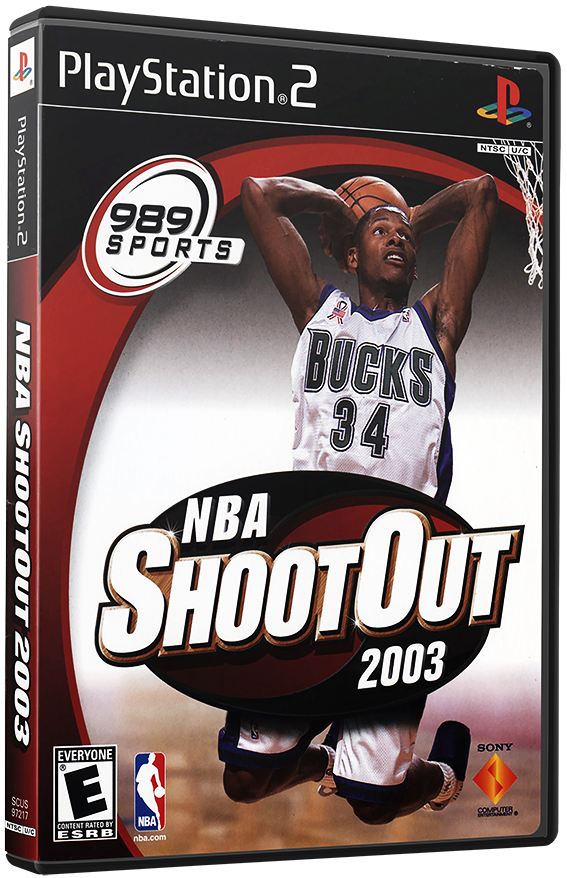 PlayStation®2
NTSC U/C
989
SPORTS
BUCKS
34
NBA
SHOOTOUT
2003
EVERYONE
E
CONTENT RATED BY
ESRB
NBA
nba.com
SONY
COMPUTER
ENTERTAINMENT®
PlayStation®2
NBA SHOOTOUT 2003
SCUS
97217
NTSC U/C